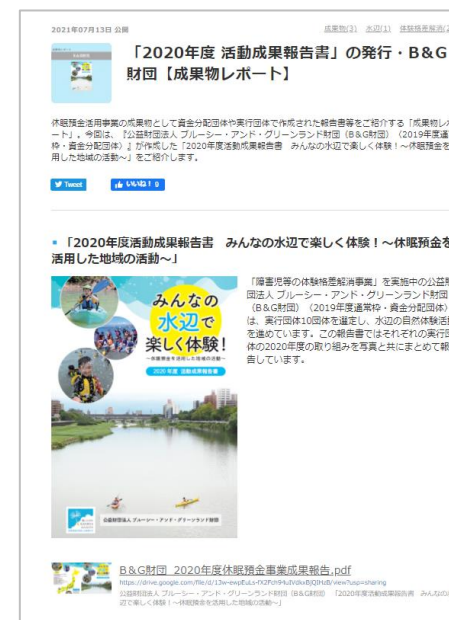 2021年07月13日 公開
成果物(3) 水辺(1) 体験格差解消(2
「2020年度 活動成果報告書」の発行・B&G
財団【成果物レポート】
休眠預金活用事業の成果物として資金分配団体や実行団体で作成された報告書等をご紹介する「成果物レポ
ート」。今回は、『公益財団法人 ブルーシー・アンド・グリーンランド財団（B&G財団）（2019年度通
枠・資金分配団体）』が作成した「2020年度活動成果報告書　みんなの水辺で楽しく体験！～休眠預金を
用した地域の活動～」をご紹介します。
Tweet いいね！ 9
「2020年度活動成果報告書　みんなの水辺で楽しく体験！～休眠預金を
活用した地域の活動～」
みんなの
水辺で
楽しく体験!
～休眠預金を活用した地域の活動～
2020年度 活動成果報告書
公益財団法人 ブルーシー・アンド・グリーンランド財団
「障害児等の体験格差解消事業」を実施中の公益財
団法人 ブルーシー・アンド・グリーンランド財団
（B&G財団）（2019年度通常枠・資金分配団体）
は、実行団体10団体を選定し、水辺の自然体験活動
を進めています。この報告書ではそれぞれの実行団
体の2020年度の取り組みを写真と共にまとめて報
告しています。
B&G財団_2020年度休眠預金事業成果報告.pdf
公益財団法人 ブルーシー・アンド・グリーンランド財団（B&G財団）　「2020年度活動成果報告書　みんなの水
辺で楽しく体験！～休眠預金を活用した地域の活動～」